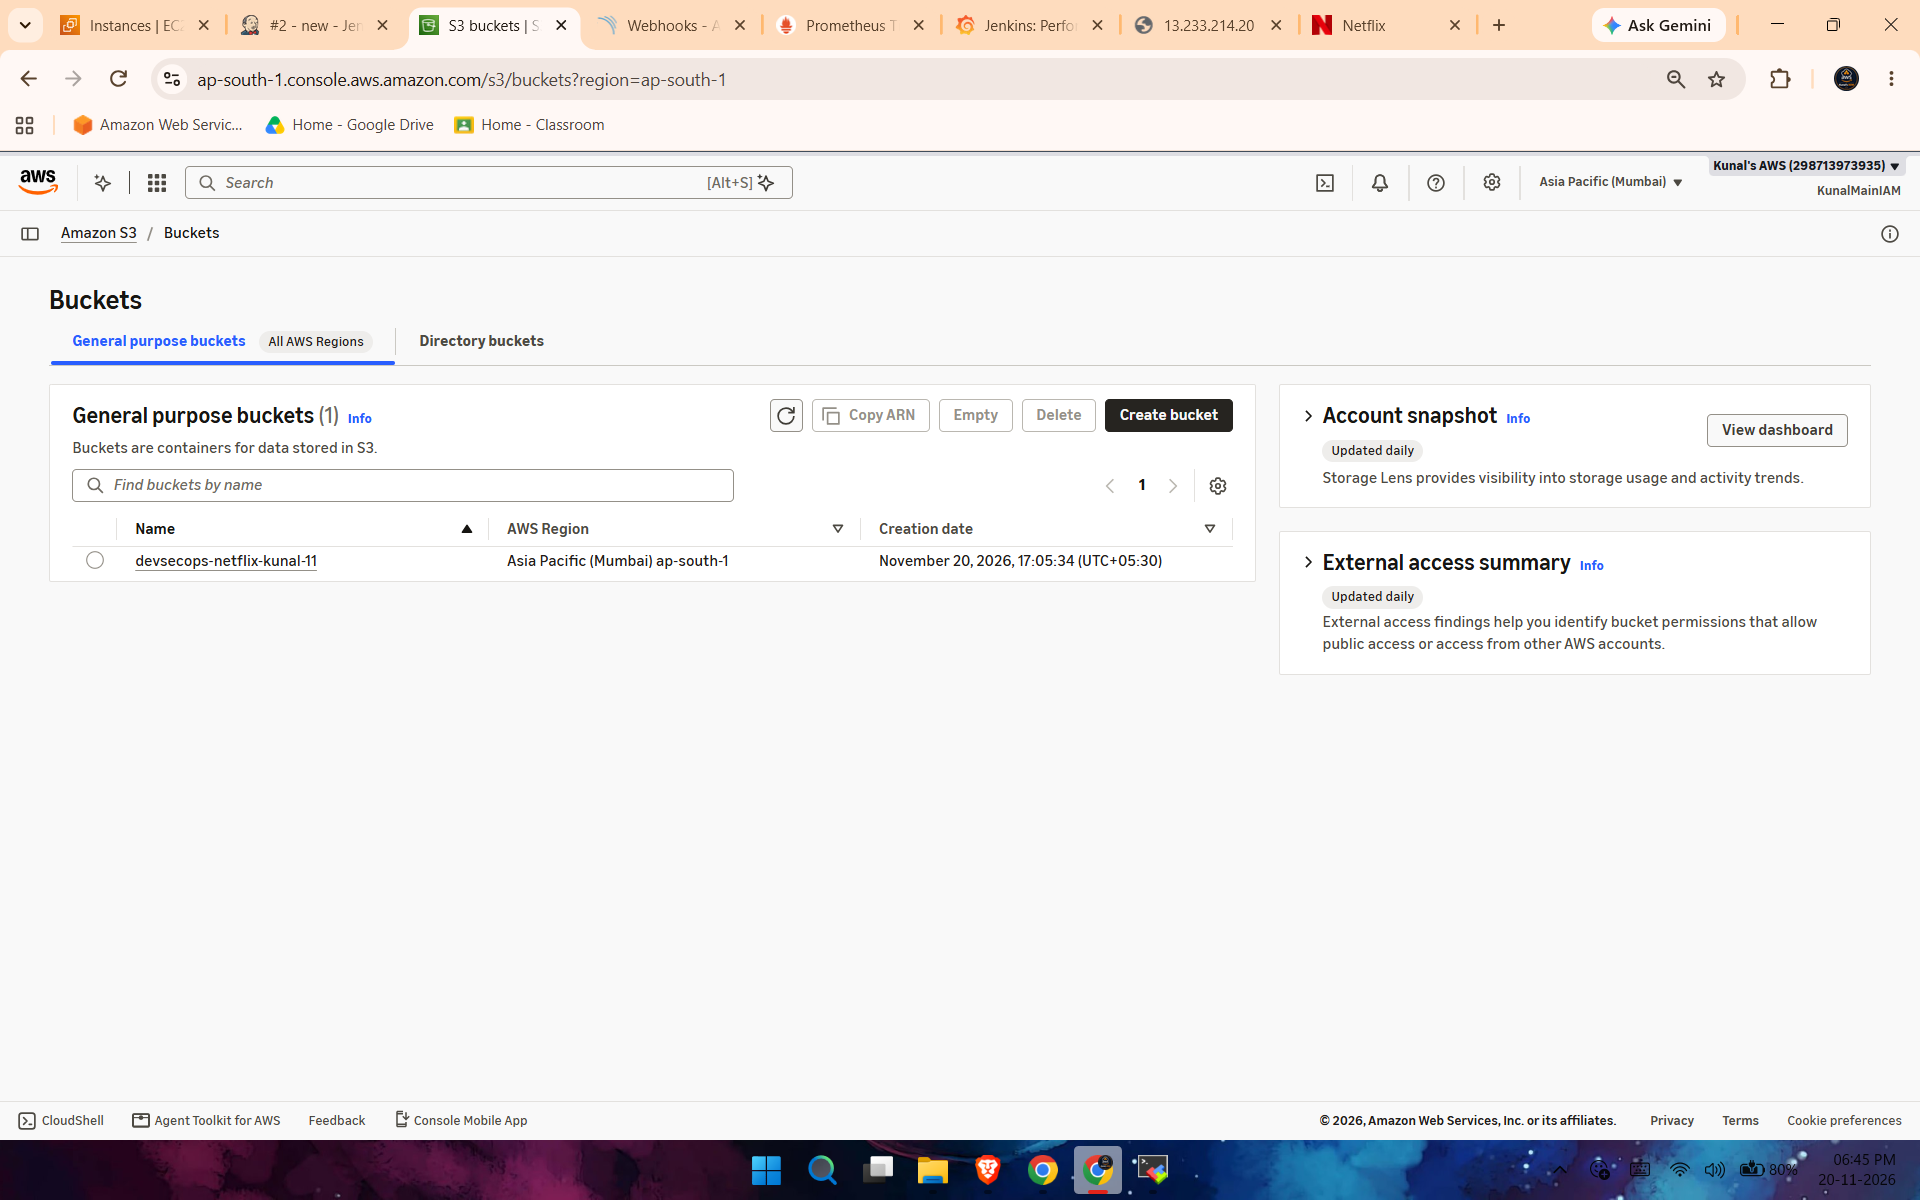 Instances | EC2
#2 - new - Jen
S3 buckets | S
Webhooks - A
Prometheus T
Jenkins: Perfo
13.233.214.20
Netflix
Ask Gemini
ap-south-1.console.aws.amazon.com/s3/buckets?region=ap-south-1
Amazon Web Servic...
Home - Google Drive
Home - Classroom
aws
Search
[Alt+S]
Asia Pacific (Mumbai)
Kunal's AWS (298713973935)
KunalMainIAM
Amazon S3 / Buckets
Buckets
General purpose buckets All AWS Regions
Directory buckets
General purpose buckets (1) Info
Copy ARN
Empty
Delete
Create bucket
Buckets are containers for data stored in S3.
Find buckets by name
1
Name AWS Region Creation date
devsecops-netflix-kunal-11 Asia Pacific (Mumbai) ap-south-1 November 20, 2026, 17:05:34 (UTC+05:30)
Account snapshot Info
View dashboard
Updated daily
Storage Lens provides visibility into storage usage and activity trends.
External access summary Info
Updated daily
External access findings help you identify bucket permissions that allow
public access or access from other AWS accounts.
CloudShell
Agent Toolkit for AWS
Feedback
Console Mobile App
© 2026, Amazon Web Services, Inc. or its affiliates.
Privacy
Terms
Cookie preferences
80%
06:45 PM
20-11-2026